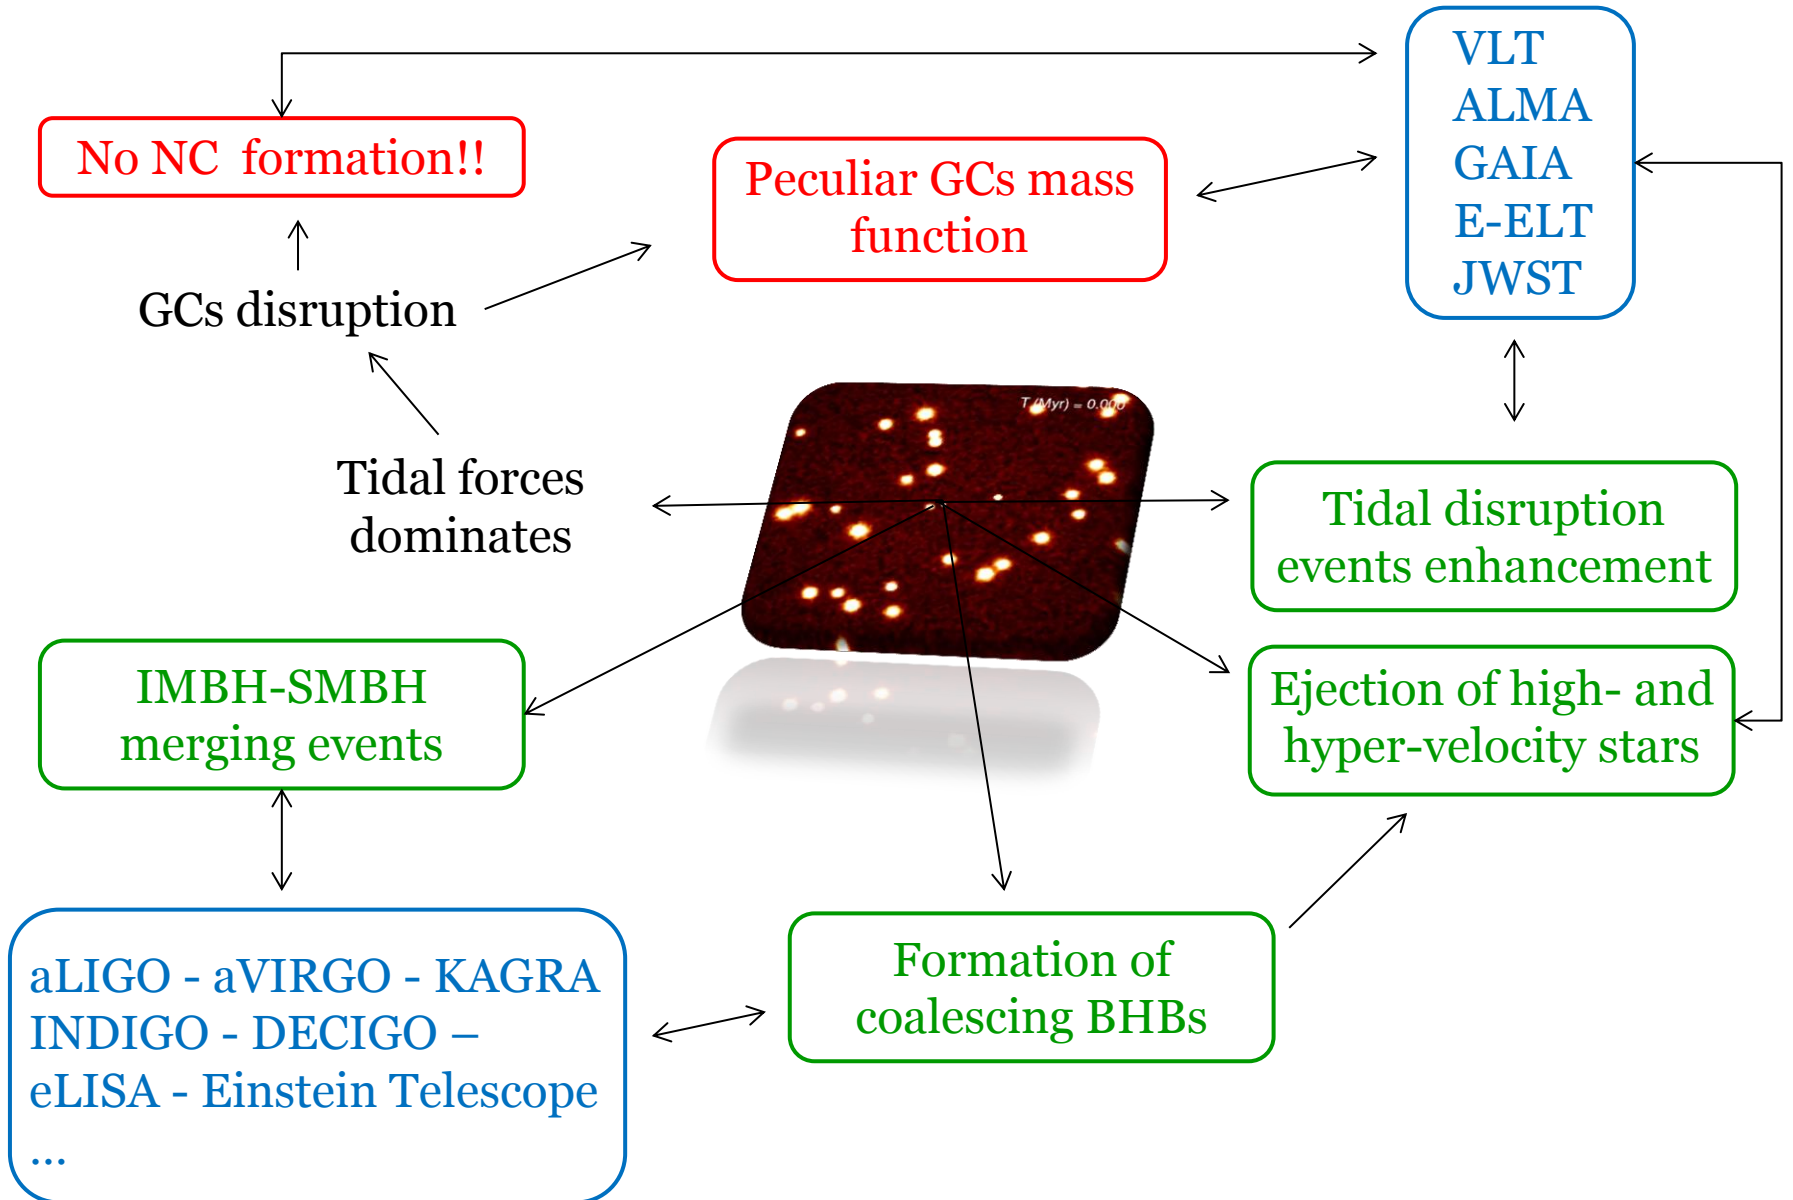 VLT
ALMA
GAIA
E-ELT
JWST
No NC  formation!!
Peculiar GCs mass
function
GCs disruption
T (Myr) = 0.000
Tidal forces
dominates
Tidal disruption
events enhancement
IMBH-SMBH
merging events
Ejection of high- and
hyper-velocity stars
aLIGO - aVIRGO - KAGRA
INDIGO - DECIGO –
eLISA - Einstein Telescope
...
Formation of
coalescing BHBs